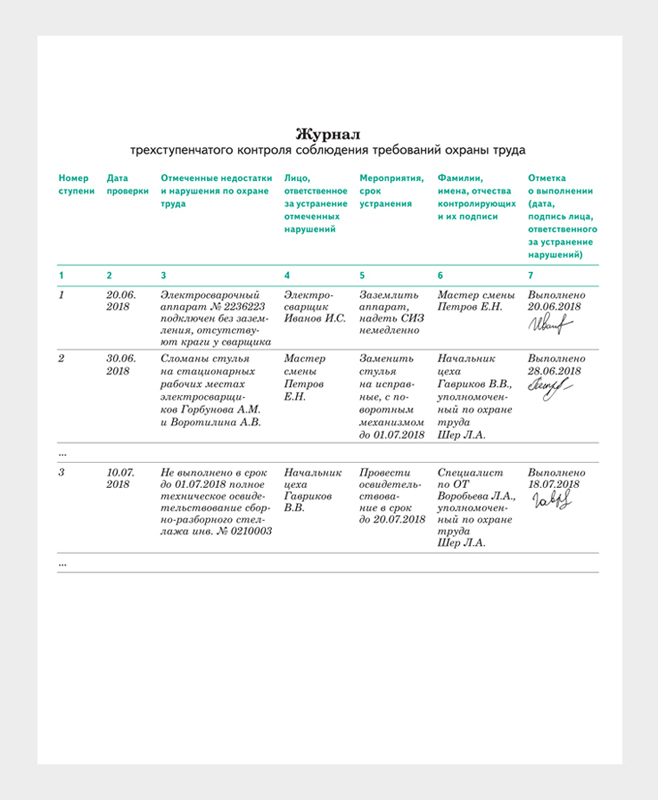 Журнал
трехступенчатого контроля соблюдения требований охраны труда
Номер
ступени
Дата
проверки
Отмеченные недостатки
и нарушения по охране
труда
Лицо,
ответственное
за устранение
отмеченных
нарушений
Мероприятия,
срок
устранения
Фамилии,
имена, отчества
контролирующих
и их подписи
Отметка
о выполнении
(дата,
подпись лица,
ответственного
за устранение
нарушений)
1 2 3 4 5 6 7
1
20.06.
2018
Электросварочный
аппарат № 2236223
подключен без зазем-
ления, отсутству-
ют краги у сварщика
Электро-
сварщик
Иванов И.С.
Заземлить
аппарат,
надеть СИЗ
немедленно
Мастер смены
Петров Е.Н.
Выполнено
20.06.2018
2
30.06.
2018
Сломаны стулья
на стационарных
рабочих местах
электросварщи-
ков Горбунова А.М.
и Воротилина А.В.
Мастер
смены
Петров
Е.Н.
Заменить
стулья
на исправ-
ные, с по-
воротным
механизмом
до 01.07.2018
Начальник
цеха
Гавриков В.В.,
уполномочен-
ный по охране
труда
Шер Л.А.
Выполнено
28.06.2018
...
3
10.07.
2018
Не выполнено в срок
до 01.07.2018 полное
техническое освиде-
тельствование сбор-
но-разборного стел-
лажа инв. № 0210003
Начальник
цеха
Гавриков
В.В.
Провести
освидетель-
ствова-
ние в срок
до 20.07.2018
Специалист
по ОТ
Воробьева Л.А.,
уполномочен-
ный по охране
труда
Шер Л.А.
Выполнено
18.07.2018
...